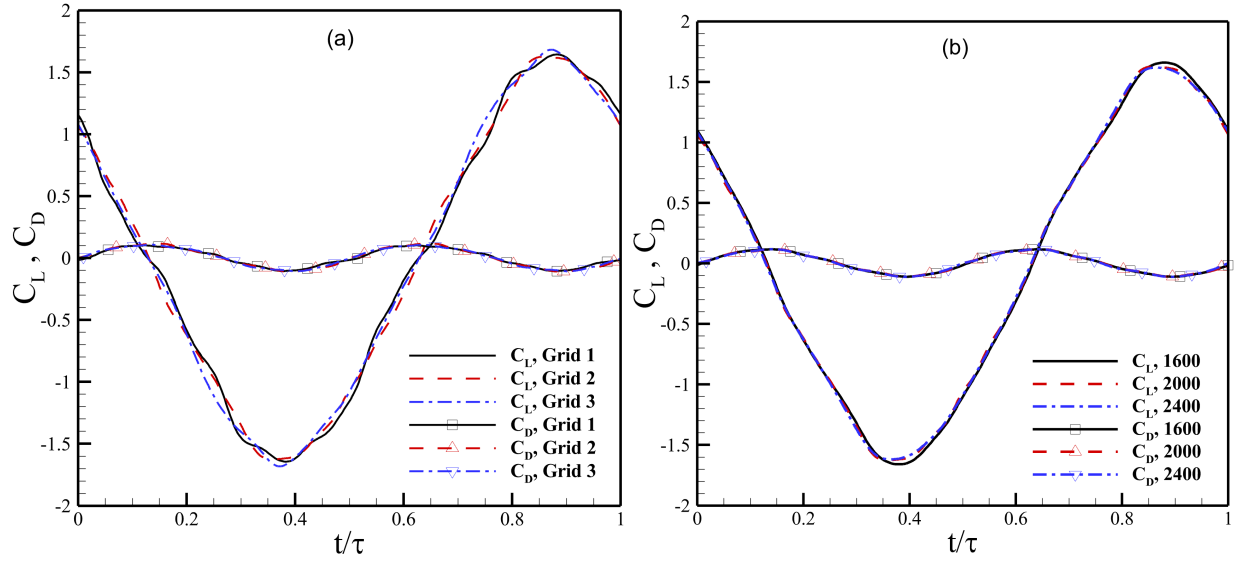 (a)
2
1.5
1
0.5
0
-0.5
-1
-1.5
-2
C_L, C_D
C_L, Grid 1
C_L, Grid 2
C_L, Grid 3
C_D, Grid 1
C_D, Grid 2
C_D, Grid 3
0 0.2 0.4 0.6 0.8 1
t/τ
(b)
2
1.5
1
0.5
0
-0.5
-1
-1.5
-2
C_L, C_D
C_L, 1600
C_L, 2000
C_L, 2400
C_D, 1600
C_D, 2000
C_D, 2400
0 0.2 0.4 0.6 0.8 1
t/τ